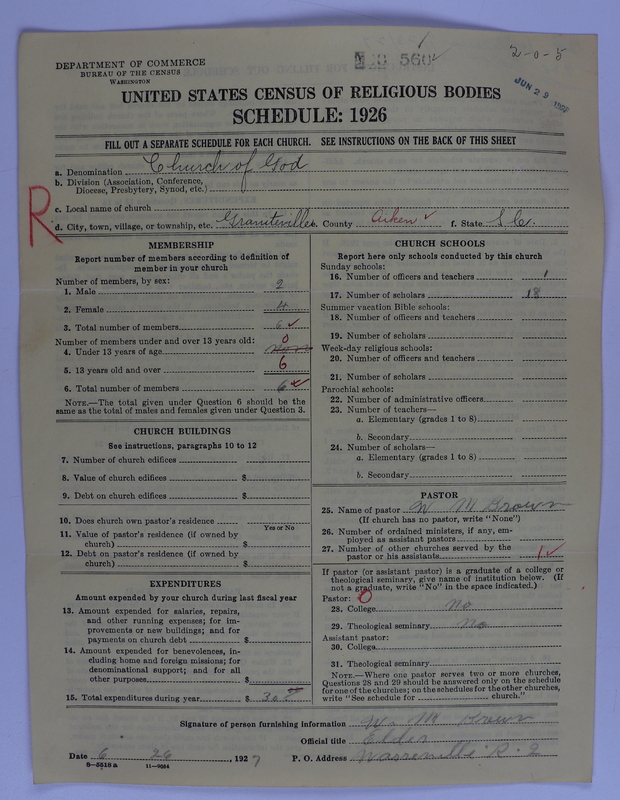 DEPARTMENT OF COMMERCE
BUREAU OF THE CENSUS
WASHINGTON
560
2-0-5
JUN 29
UNITED STATES CENSUS OF RELIGIOUS BODIES
SCHEDULE: 1926
FILL OUT A SEPARATE SCHEDULE FOR EACH CHURCH. SEE INSTRUCTIONS ON THE BACK OF THIS SHEET
R
a. Denomination Church of God
b. Division (Association, Conference,
Diocese, Presbytery, Synod, etc.)
c. Local name of church
d. City, town, village, or township, etc. Graniteville e. County Aiken f. State S.C.
MEMBERSHIP
Report number of members according to definition of
member in your church
Number of members, by sex:
1. Male 2
2. Female 4
3. Total number of members 6
Number of members under and over 13 years old:
4. Under 13 years of age 0
5. 13 years old and over 6
6. Total number of members 6
NOTE.—The total given under Question 6 should be the
same as the total of males and females given under Question 3.
CHURCH BUILDINGS
See instructions, paragraphs 10 to 12
7. Number of church edifices
8. Value of church edifices $
9. Debt on church edifices $
10. Does church own pastor's residence
Yes or No
11. Value of pastor's residence (if owned by
church) $
12. Debt on pastor's residence (if owned by
church) $
EXPENDITURES
Amount expended by your church during last fiscal year
13. Amount expended for salaries, repairs,
and other running expenses; for im-
provements or new buildings; and for
payments on church debt $
14. Amount expended for benevolences, in-
cluding home and foreign missions; for
denominational support; and for all
other purposes $
15. Total expenditures during year $
CHURCH SCHOOLS
Report here only schools conducted by this church
Sunday schools:
16. Number of officers and teachers 1
17. Number of scholars 18
Summer vacation Bible schools:
18. Number of officers and teachers
19. Number of scholars
Week-day religious schools:
20. Number of officers and teachers
21. Number of scholars
Parochial schools:
22. Number of administrative officers
23. Number of teachers—
a. Elementary (grades 1 to 8)
b. Secondary
24. Number of scholars—
a. Elementary (grades 1 to 8)
b. Secondary
PASTOR
25. Name of pastor W M Brown
(If church has no pastor, write "None")
26. Number of ordained ministers, if any, em-
ployed as assistant pastors
27. Number of other churches served by the
pastor or his assistants 1
If pastor (or assistant pastor) is a graduate of a college or
theological seminary, give name of institution below. (If
not a graduate, write "No" in the space indicated.)
Pastor: 0
28. College No
29. Theological seminary No
Assistant pastor:
30. College
31. Theological seminary
NOTE.—Where one pastor serves two or more churches,
Questions 28 and 29 should be answered only on the schedule
for one of the churches; on the schedules for the other churches,
write "See schedule for church."
Signature of person furnishing information W. M Brown
Official title Elder
Date 6 26, 1927 P. O. Address Warrenville R. 2
8-5518a 11-9564